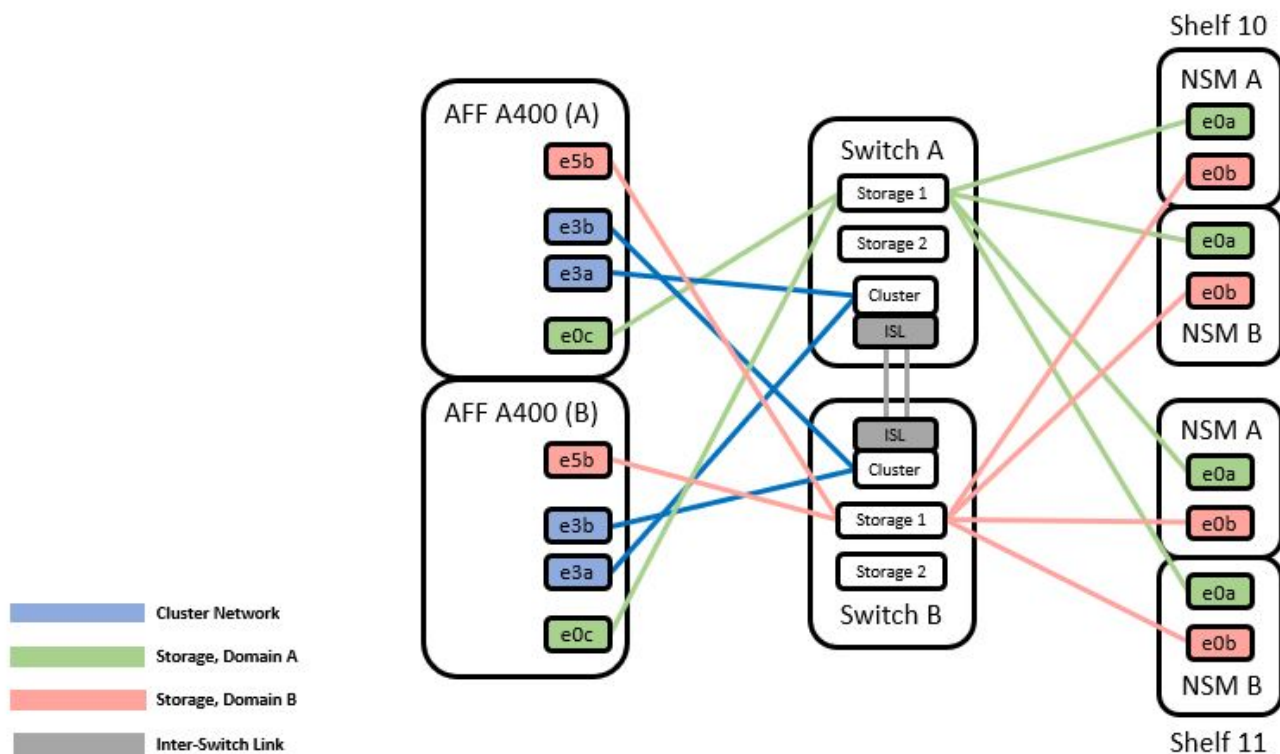 Shelf 10
AFF A400 (A)
e5b
e3b
e3a
e0c
AFF A400 (B)
e5b
e3b
e3a
e0c
Switch A
Storage 1
Storage 2
Cluster
ISL
ISL
Cluster
Storage 1
Storage 2
Switch B
NSM A
e0a
e0b
e0a
e0b
NSM B
NSM A
e0a
e0b
e0a
e0b
NSM B
Shelf 11
Cluster Network
Storage, Domain A
Storage, Domain B
Inter-Switch Link